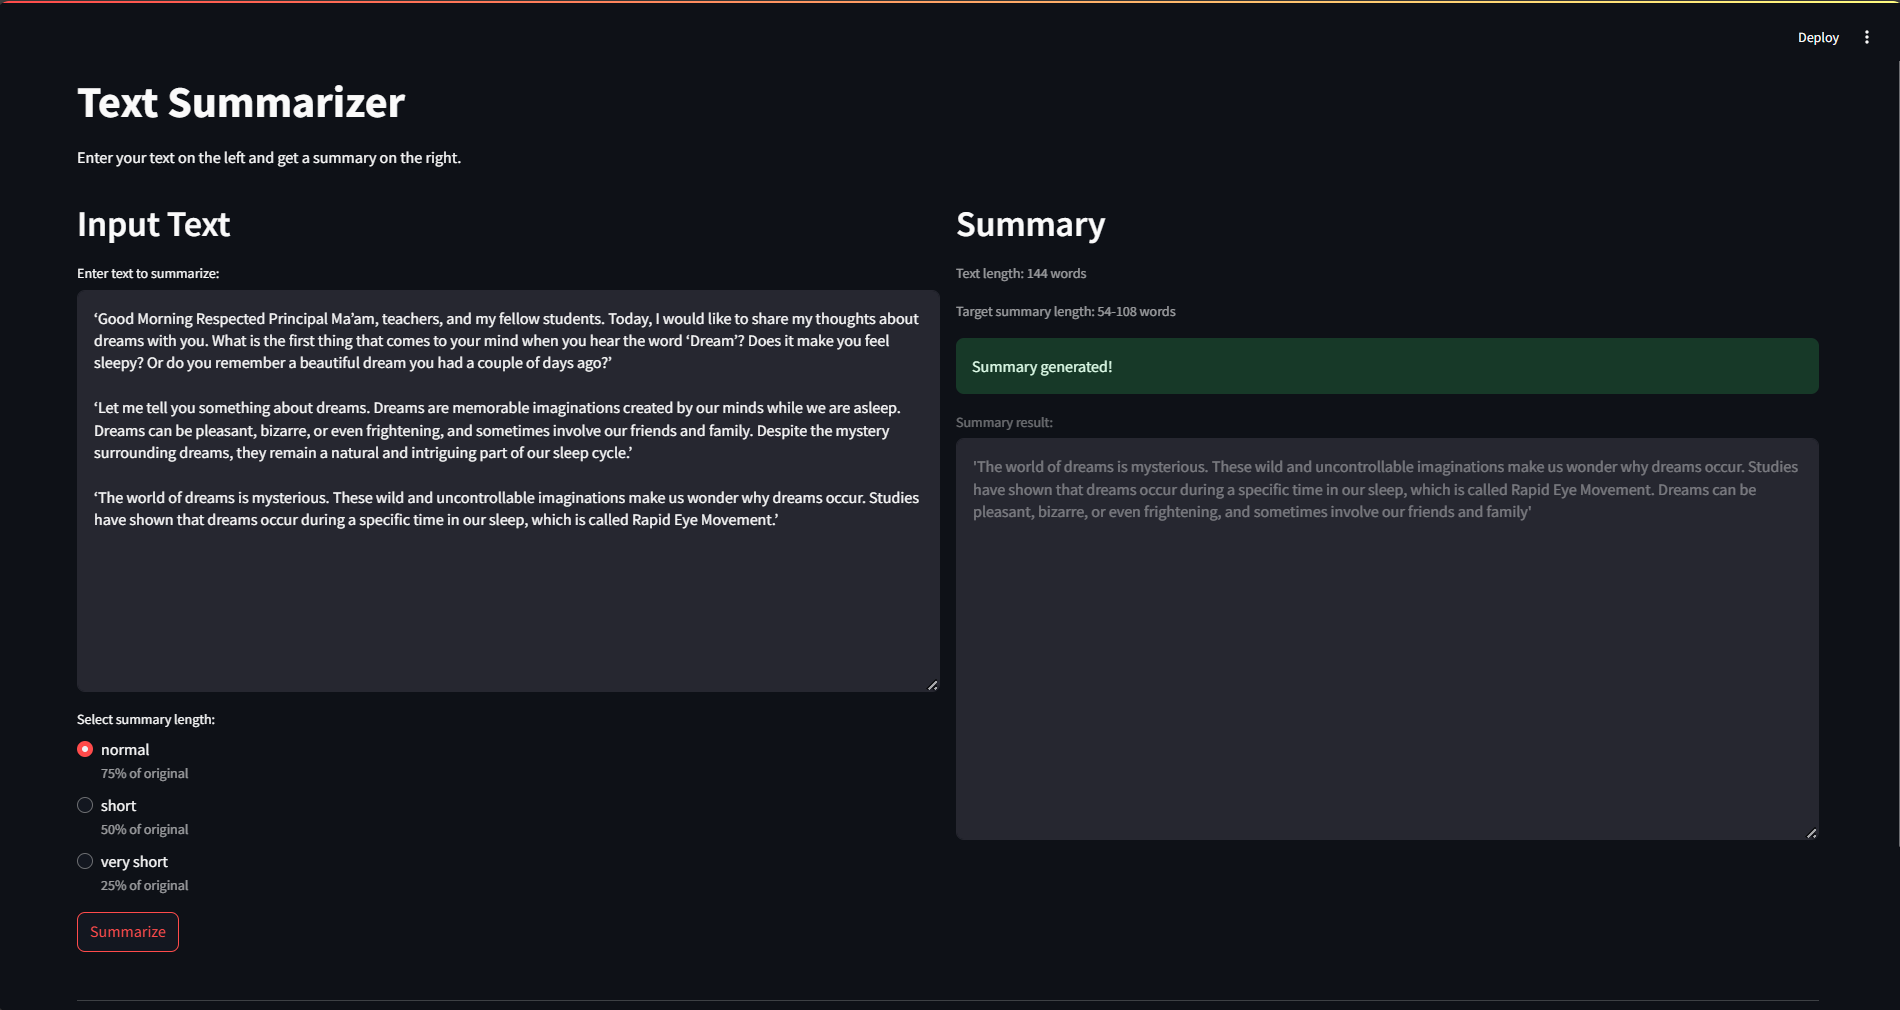 Deploy
Text Summarizer
Enter your text on the left and get a summary on the right.
Input Text
Enter text to summarize:
‘Good Morning Respected Principal Ma’am, teachers, and my fellow students. Today, I would like to share my thoughts about
dreams with you. What is the first thing that comes to your mind when you hear the word ‘Dream’? Does it make you feel
sleepy? Or do you remember a beautiful dream you had a couple of days ago?’
‘Let me tell you something about dreams. Dreams are memorable imaginations created by our minds while we are asleep.
Dreams can be pleasant, bizarre, or even frightening, and sometimes involve our friends and family. Despite the mystery
surrounding dreams, they remain a natural and intriguing part of our sleep cycle.’
‘The world of dreams is mysterious. These wild and uncontrollable imaginations make us wonder why dreams occur. Studies
have shown that dreams occur during a specific time in our sleep, which is called Rapid Eye Movement.’
Select summary length:
normal
75% of original
short
50% of original
very short
25% of original
Summarize
Summary
Text length: 144 words
Target summary length: 54-108 words
Summary generated!
Summary result:
'The world of dreams is mysterious. These wild and uncontrollable imaginations make us wonder why dreams occur. Studies
have shown that dreams occur during a specific time in our sleep, which is called Rapid Eye Movement. Dreams can be
pleasant, bizarre, or even frightening, and sometimes involve our friends and family'